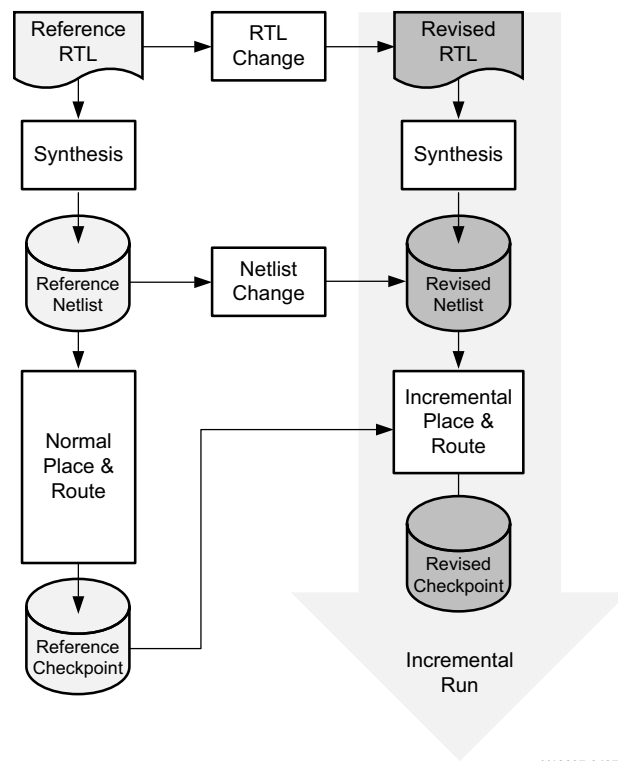 Reference
RTL
RTL
Change
Revised
RTL
Synthesis
Synthesis
Reference
Netlist
Netlist
Change
Revised
Netlist
Normal
Place &
Route
Incremental
Place &
Route
Revised
Checkpoint
Reference
Checkpoint
Incremental
Run